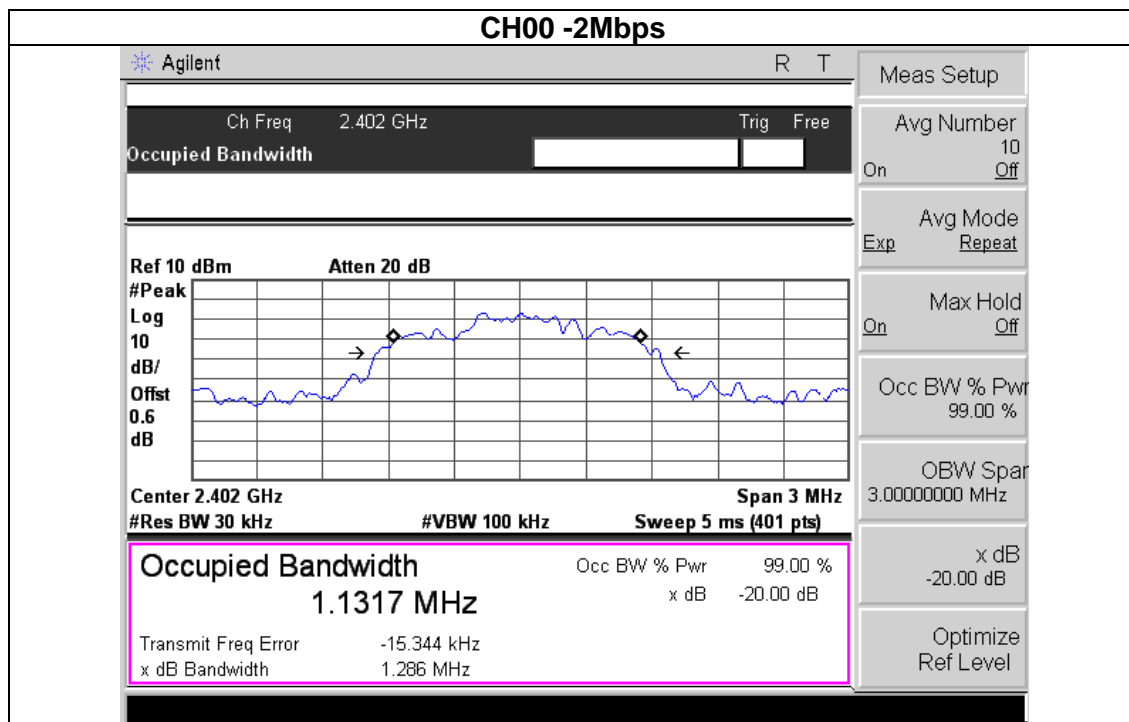 CH00 -2Mbps
Agilent R T
Ch Freq 2.402 GHz Trig Free
Occupied Bandwidth
Ref 10 dBm Atten 20 dB
#Peak
Log
10
dB/
Offst
0.6
dB
Center 2.402 GHz Span 3 MHz
#Res BW 30 kHz #VBW 100 kHz Sweep 5 ms (401 pts)
Occupied Bandwidth Occ BW % Pwr 99.00 %
1.1317 MHz x dB -20.00 dB
Transmit Freq Error -15.344 kHz
x dB Bandwidth 1.286 MHz
Meas Setup
Avg Number
10
On Off
Avg Mode
Exp Repeat
Max Hold
On Off
Occ BW % Pwr
99.00 %
OBW Span
3.00000000 MHz
x dB
-20.00 dB
Optimize
Ref Level